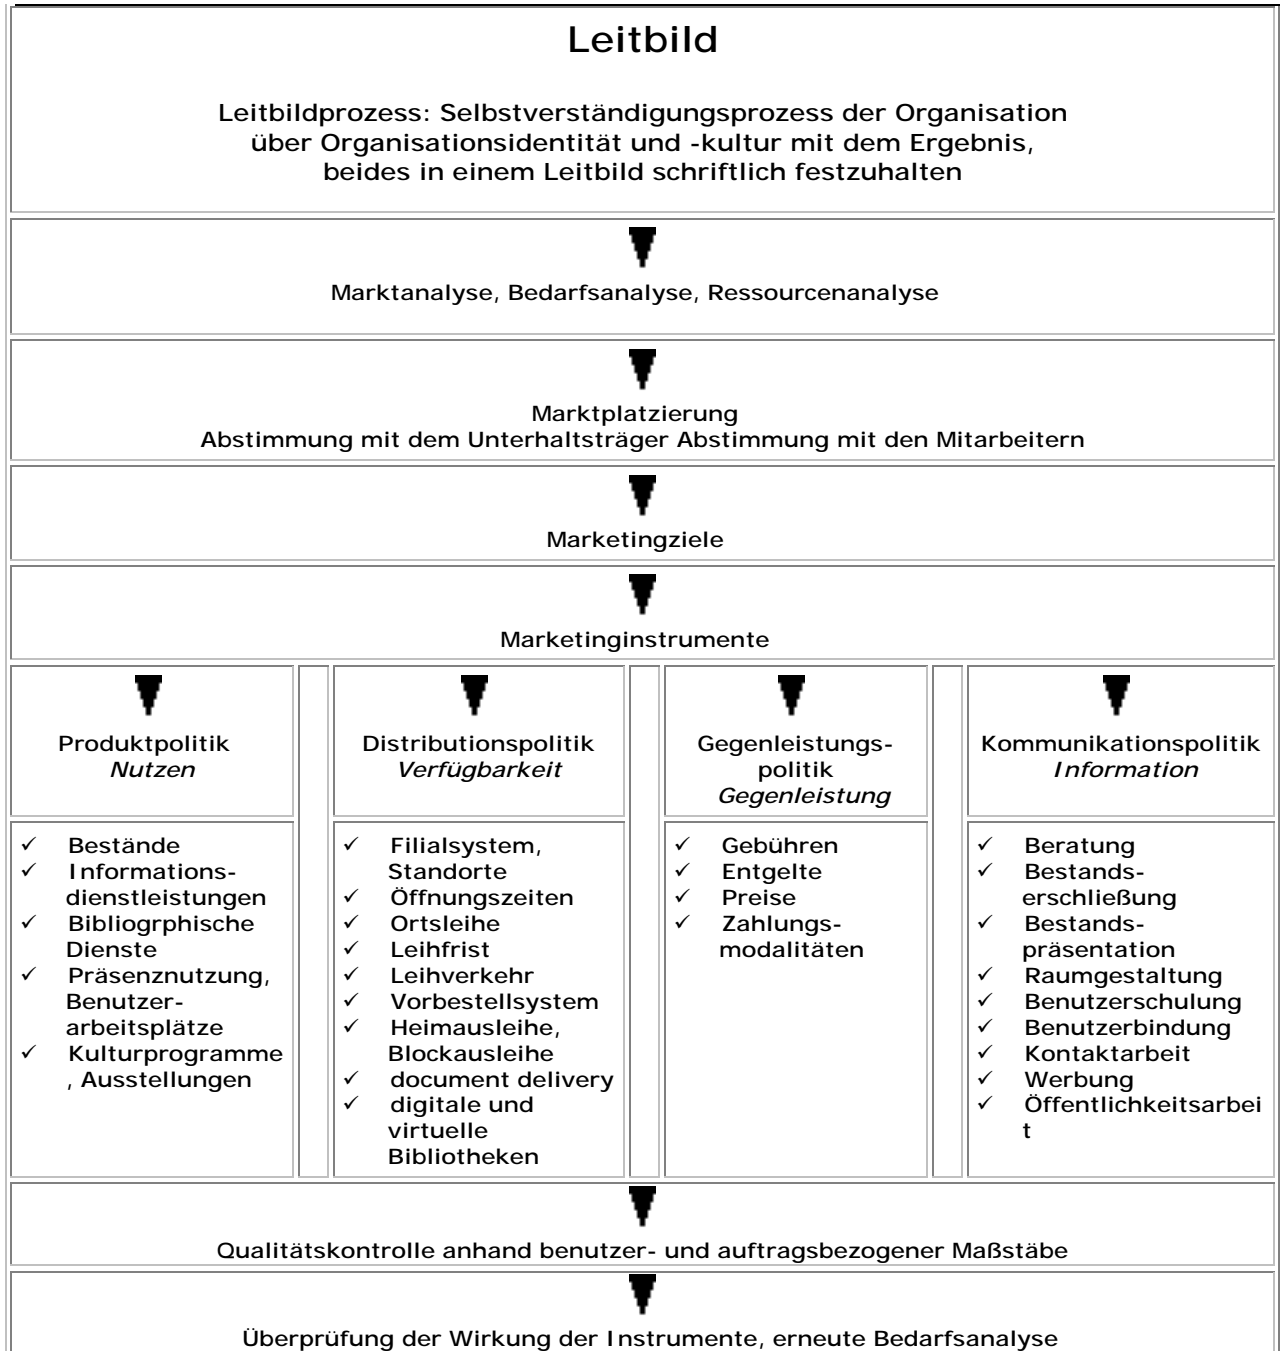 Leitbild
Leitbildprozess: Selbstverständigungsprozess der Organisation
über Organisationsidentität und -kultur mit dem Ergebnis,
beides in einem Leitbild schriftlich festzuhalten
Marktanalyse, Bedarfsanalyse, Ressourcenanalyse
Marktplatzierung
Abstimmung mit dem Unterhaltsträger Abstimmung mit den Mitarbeitern
Marketingziele
Marketinginstrumente
Produktpolitik
Nutzen
Distributionspolitik
Verfügbarkeit
Gegenleistungs-
politik
Gegenleistung
Kommunikationspolitik
Information
✓ Bestände
✓ Informations-
dienstleistungen
✓ Bibliogrphische
Dienste
✓ Präsenznutzung,
Benutzer-
arbeitsplätze
✓ Kulturprogramme
, Ausstellungen
✓ Filialsystem,
Standorte
✓ Öffnungszeiten
✓ Ortsleihe
✓ Leihfrist
✓ Leihverkehr
✓ Vorbestellsystem
✓ Heimausleihe,
Blockausleihe
✓ document delivery
✓ digitale und
virtuelle
Bibliotheken
✓ Gebühren
✓ Entgelte
✓ Preise
✓ Zahlungs-
modalitäten
✓ Beratung
✓ Bestands-
erschließung
✓ Bestands-
präsentation
✓ Raumgestaltung
✓ Benutzerschulung
✓ Benutzerbindung
✓ Kontaktarbeit
✓ Werbung
✓ Öffentlichkeitsarbei
t
Qualitätskontrolle anhand benutzer- und auftragsbezogener Maßstäbe
Überprüfung der Wirkung der Instrumente, erneute Bedarfsanalyse